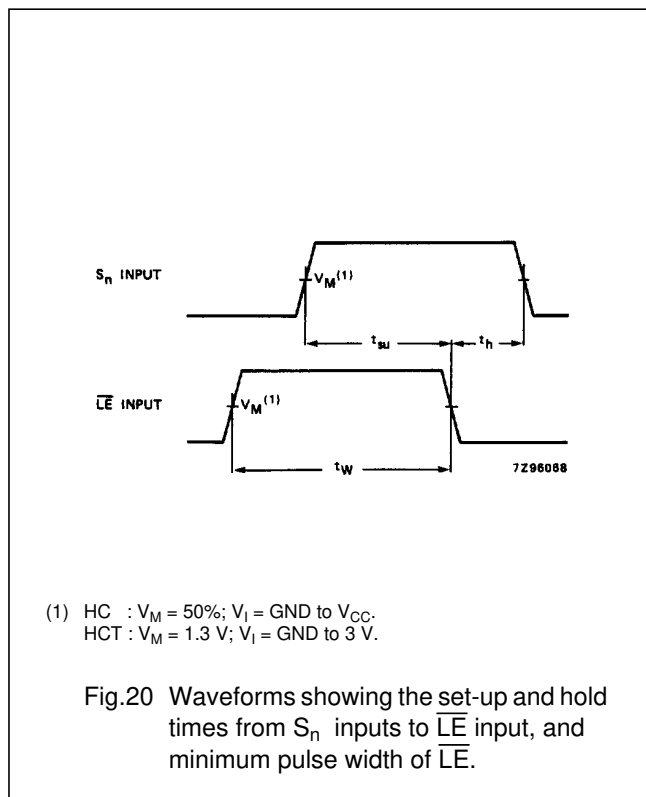 Sn INPUT
VM(1)
tsu
th
LE INPUT
VM(1)
tW
7Z96068
(1) HC : VM = 50%; VI = GND to VCC.
HCT : VM = 1.3 V; VI = GND to 3 V.
Fig.20 Waveforms showing the set-up and hold
times from Sn inputs to L̅E̅ input, and
minimum pulse width of L̅E̅.